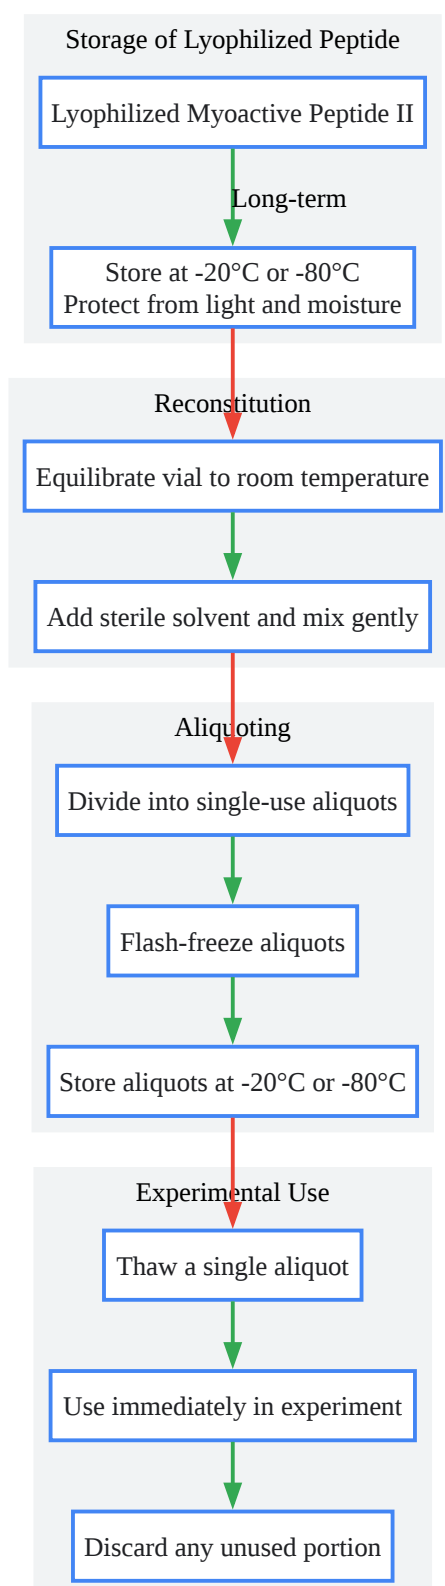 Storage of Lyophilized Peptide
Lyophilized Myoactive Peptide II
Long-term
Store at -20°C or -80°C
Protect from light and moisture
Reconstitution
Equilibrate vial to room temperature
Add sterile solvent and mix gently
Aliquoting
Divide into single-use aliquots
Flash-freeze aliquots
Store aliquots at -20°C or -80°C
Experimental Use
Thaw a single aliquot
Use immediately in experiment
Discard any unused portion